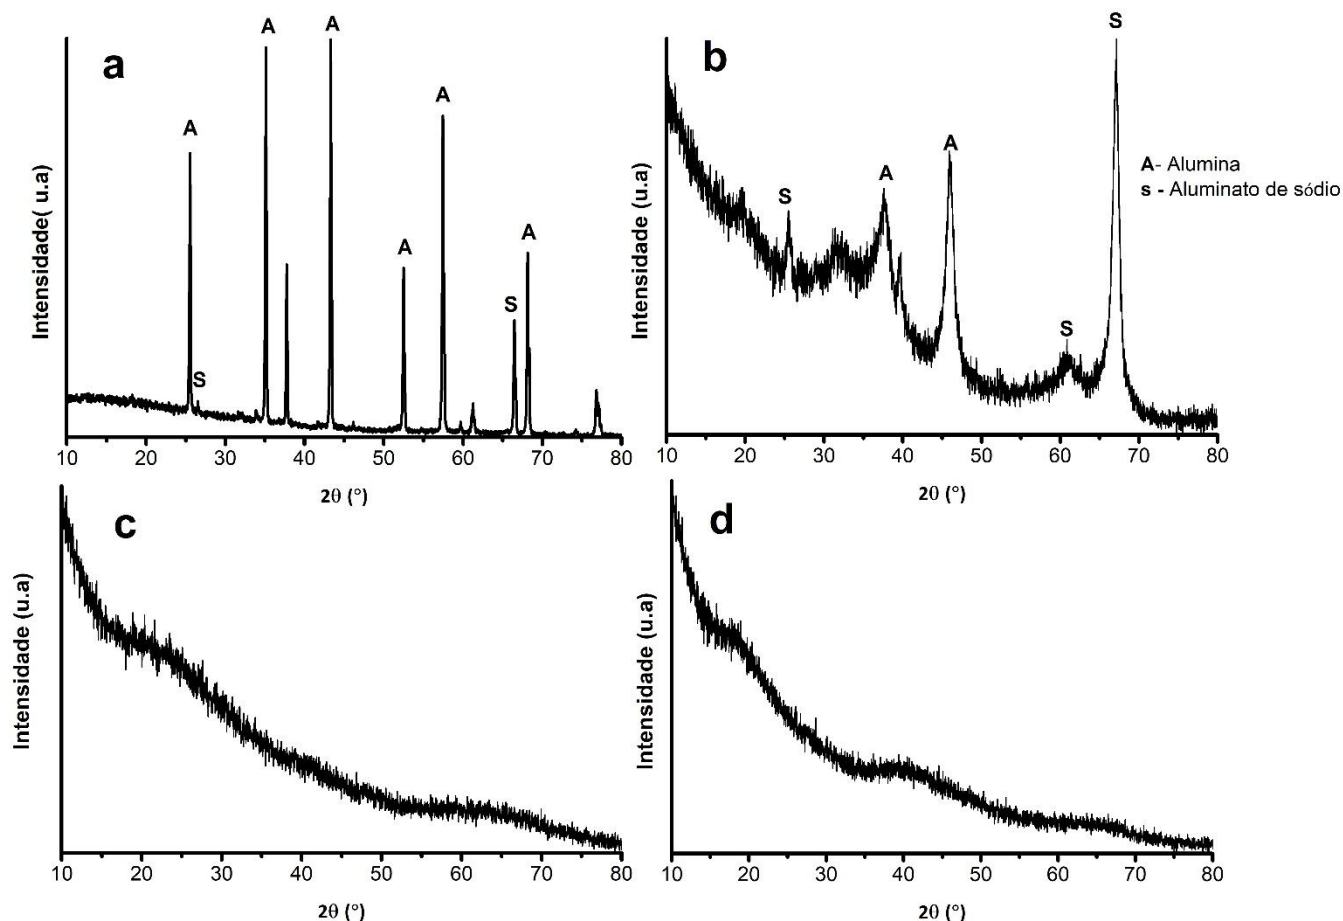 a
A A A A A A
S S
Intensidade( u.a)
10 20 30 40 50 60 70 80
2θ (°)
b
S A A S S
Intensidade (u.a)
10 20 30 40 50 60 70 80
2θ (°)
A- Alumina
S - Aluminato de sódio
c
Intensidade (u.a)
10 20 30 40 50 60 70 80
2θ (°)
d
Intensidade (u.a)
10 20 30 40 50 60 70 80
2θ (°)